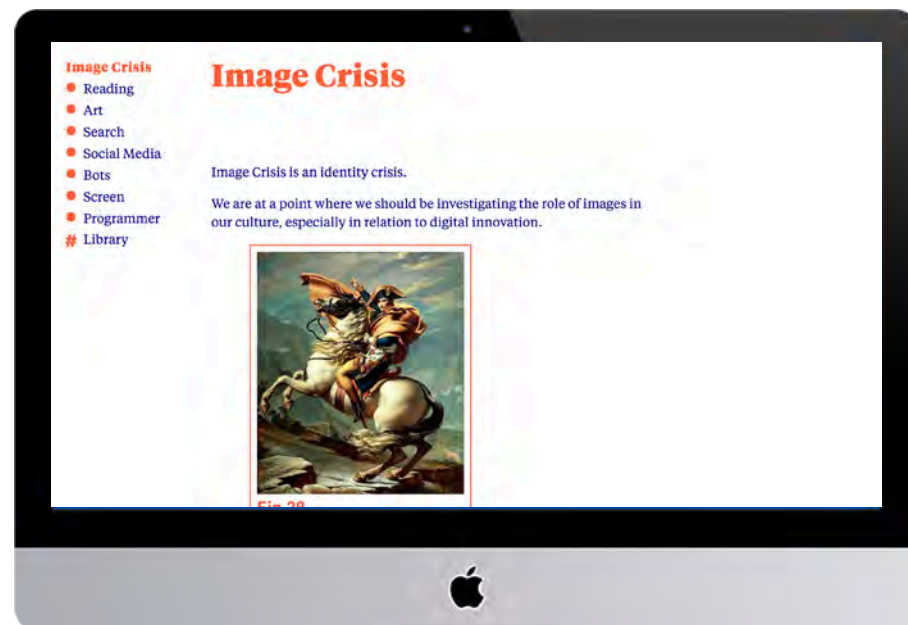 Image Crisis
Reading
Art
Search
Social Media
Bots
Screen
Programmer
# Library
Image Crisis
Image Crisis is an identity crisis.
We are at a point where we should be investigating the role of images in
our culture, especially in relation to digital innovation.